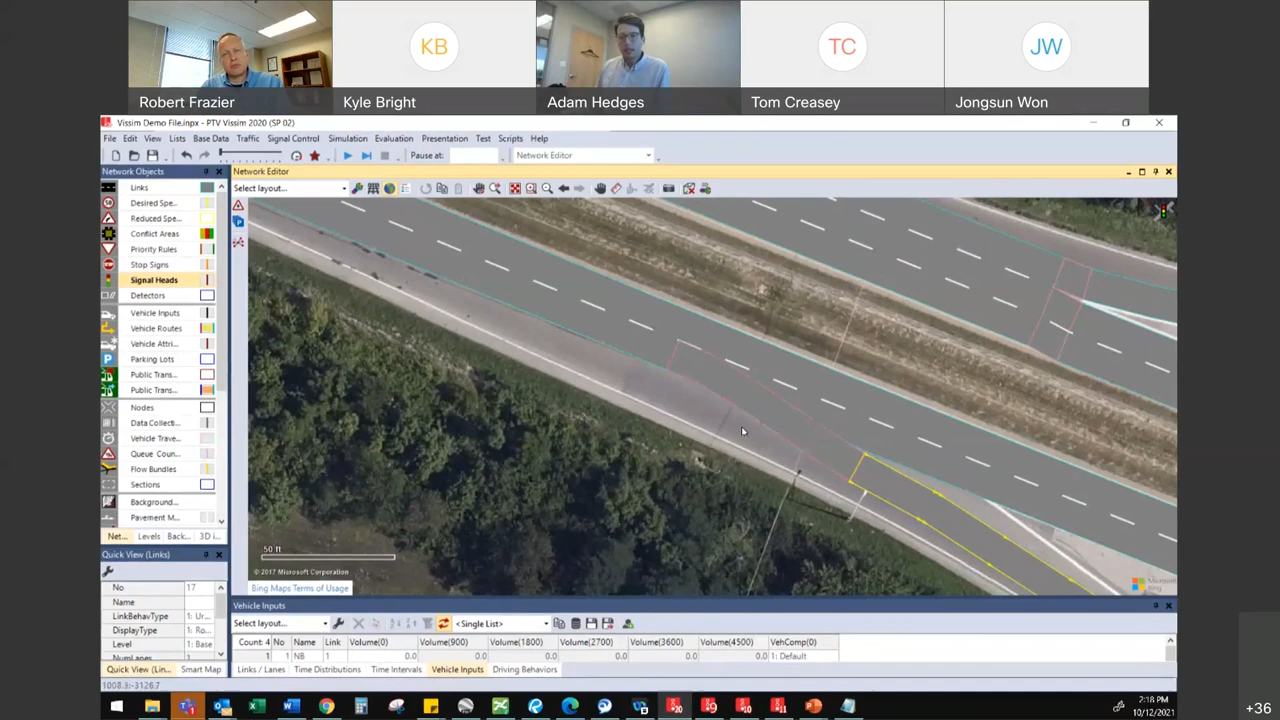 KB
TC
JW
Robert Frazier
Kyle Bright
Adam Hedges
Tom Creasey
Jongsun Won
Vissim Demo File.inpx - PTV Vissim 2020 (SP 02)
File Edit View Lists Base Data Traffic Signal Control Simulation Evaluation Presentation Test Scripts Help
Pause at:
Network Editor
Network Objects
Network Editor
Select layout...
Links
Desired Spe...
Reduced Spe...
Conflict Areas
Priority Rules
Stop Signs
Signal Heads
Detectors
Vehicle Inputs
Vehicle Routes
Vehicle Attri...
Parking Lots
Public Trans...
Public Trans...
Nodes
Data Collecti...
Vehicle Trave...
Queue Coun...
Flow Bundles
Sections
Background...
Pavement M...
Net... Levels Back... 3D i...
50 ft
© 2017 Microsoft Corporation
Bing Maps Terms of Usage
Quick View (Links)
No 17
Name
LinkBehavType 1: Ur...
DisplayType 1: Ro...
Level 1: Base
NumLanes
Quick View (Lin... Smart Map
Vehicle Inputs
Select layout...
<Single List>
Count: 4 No Name Link Volume(0) Volume(900) Volume(1800) Volume(2700) Volume(3600) Volume(4500) VehComp(0)
1 1 NB 1 0.0 0.0 0.0 0.0 0.0 0.0 1: Default
Links / Lanes Time Distributions Time Intervals Vehicle Inputs Driving Behaviors
2:18 PM
10/12/2021
+36